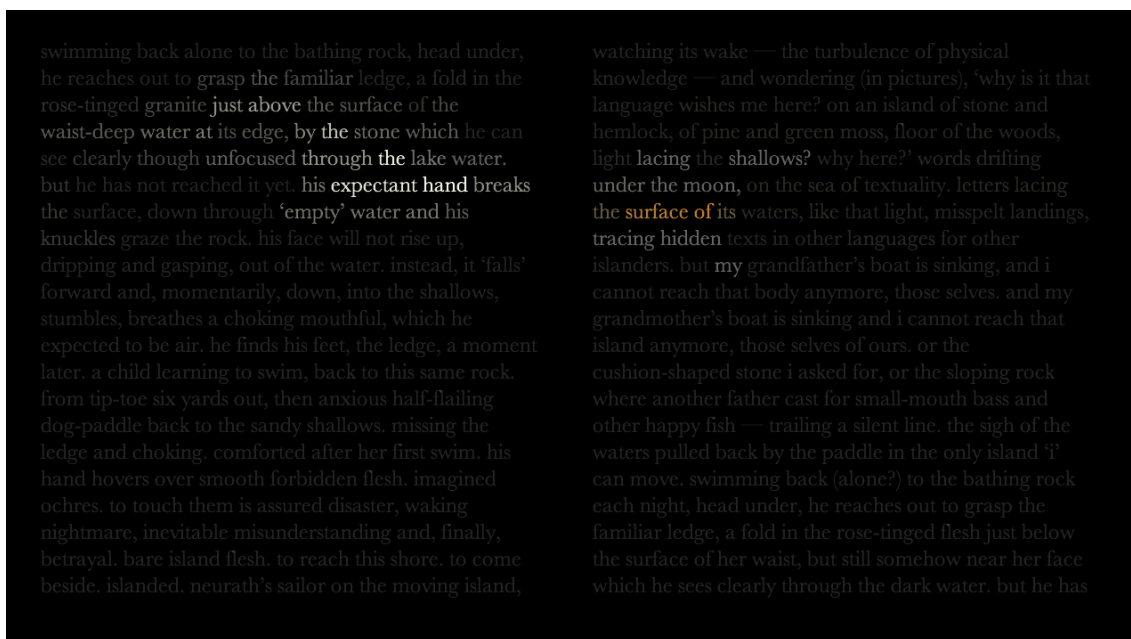 swimming back alone to the bathing rock, head under,
he reaches out to grasp the familiar ledge, a fold in the
rose-tinged granite just above the surface of the
waist-deep water at its edge, by the stone which he can
see clearly though unfocused through the lake water.
but he has not reached it yet. his expectant hand breaks
the surface, down through ‘empty’ water and his
knuckles graze the rock. his face will not rise up,
dripping and gasping, out of the water. instead, it ‘falls’
forward and, momentarily, down, into the shallows,
stumbles, breathes a choking mouthful, which he
expected to be air. he finds his feet, the ledge, a moment
later. a child learning to swim, back to this same rock.
from tip-toe six yards out, then anxious half-flailing
dog-paddle back to the sandy shallows. missing the
ledge and choking. comforted after her first swim. his
hand hovers over smooth forbidden flesh. imagined
ochres. to touch them is assured disaster, waking
nightmare, inevitable misunderstanding and, finally,
betrayal. bare island flesh. to reach this shore. to come
beside. islanded. neurath’s sailor on the moving island,
watching its wake — the turbulence of physical
knowledge — and wondering (in pictures), ‘why is it that
language wishes me here? on an island of stone and
hemlock, of pine and green moss, floor of the woods,
light lacing the shallows? why here?’ words drifting
under the moon, on the sea of textuality. letters lacing
the surface of its waters, like that light, misspelt landings,
tracing hidden texts in other languages for other
islanders. but my grandfather’s boat is sinking, and i
cannot reach that body anymore, those selves. and my
grandmother’s boat is sinking and i cannot reach that
island anymore, those selves of ours. or the
cushion-shaped stone i asked for, or the sloping rock
where another father cast for small-mouth bass and
other happy fish — trailing a silent line. the sigh of the
waters pulled back by the paddle in the only island ‘i’
can move. swimming back (alone?) to the bathing rock
each night, head under, he reaches out to grasp the
familiar ledge, a fold in the rose-tinged flesh just below
the surface of her waist, but still somehow near her face
which he sees clearly through the dark water. but he has